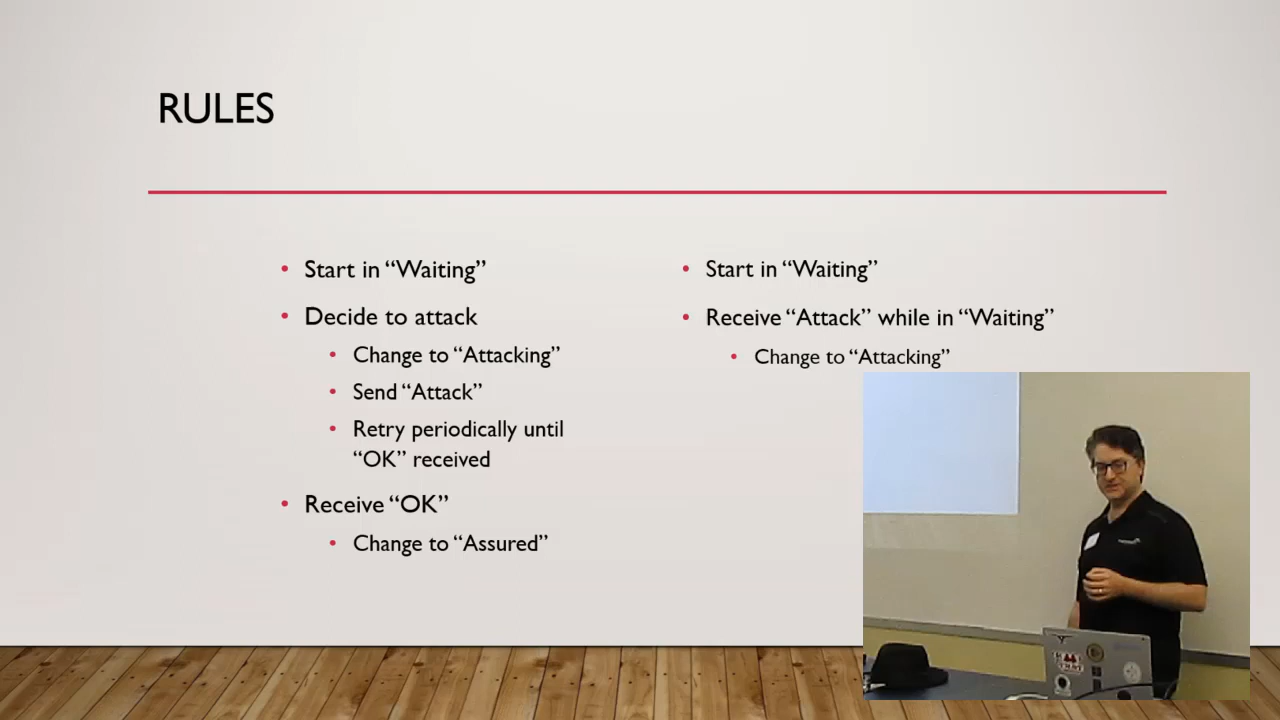 RULES
• Start in “Waiting”
• Decide to attack
• Change to “Attacking”
• Send “Attack”
• Retry periodically until
“OK” received
• Receive “OK”
• Change to “Assured”
• Start in “Waiting”
• Receive “Attack” while in “Waiting”
• Change to “Attacking”